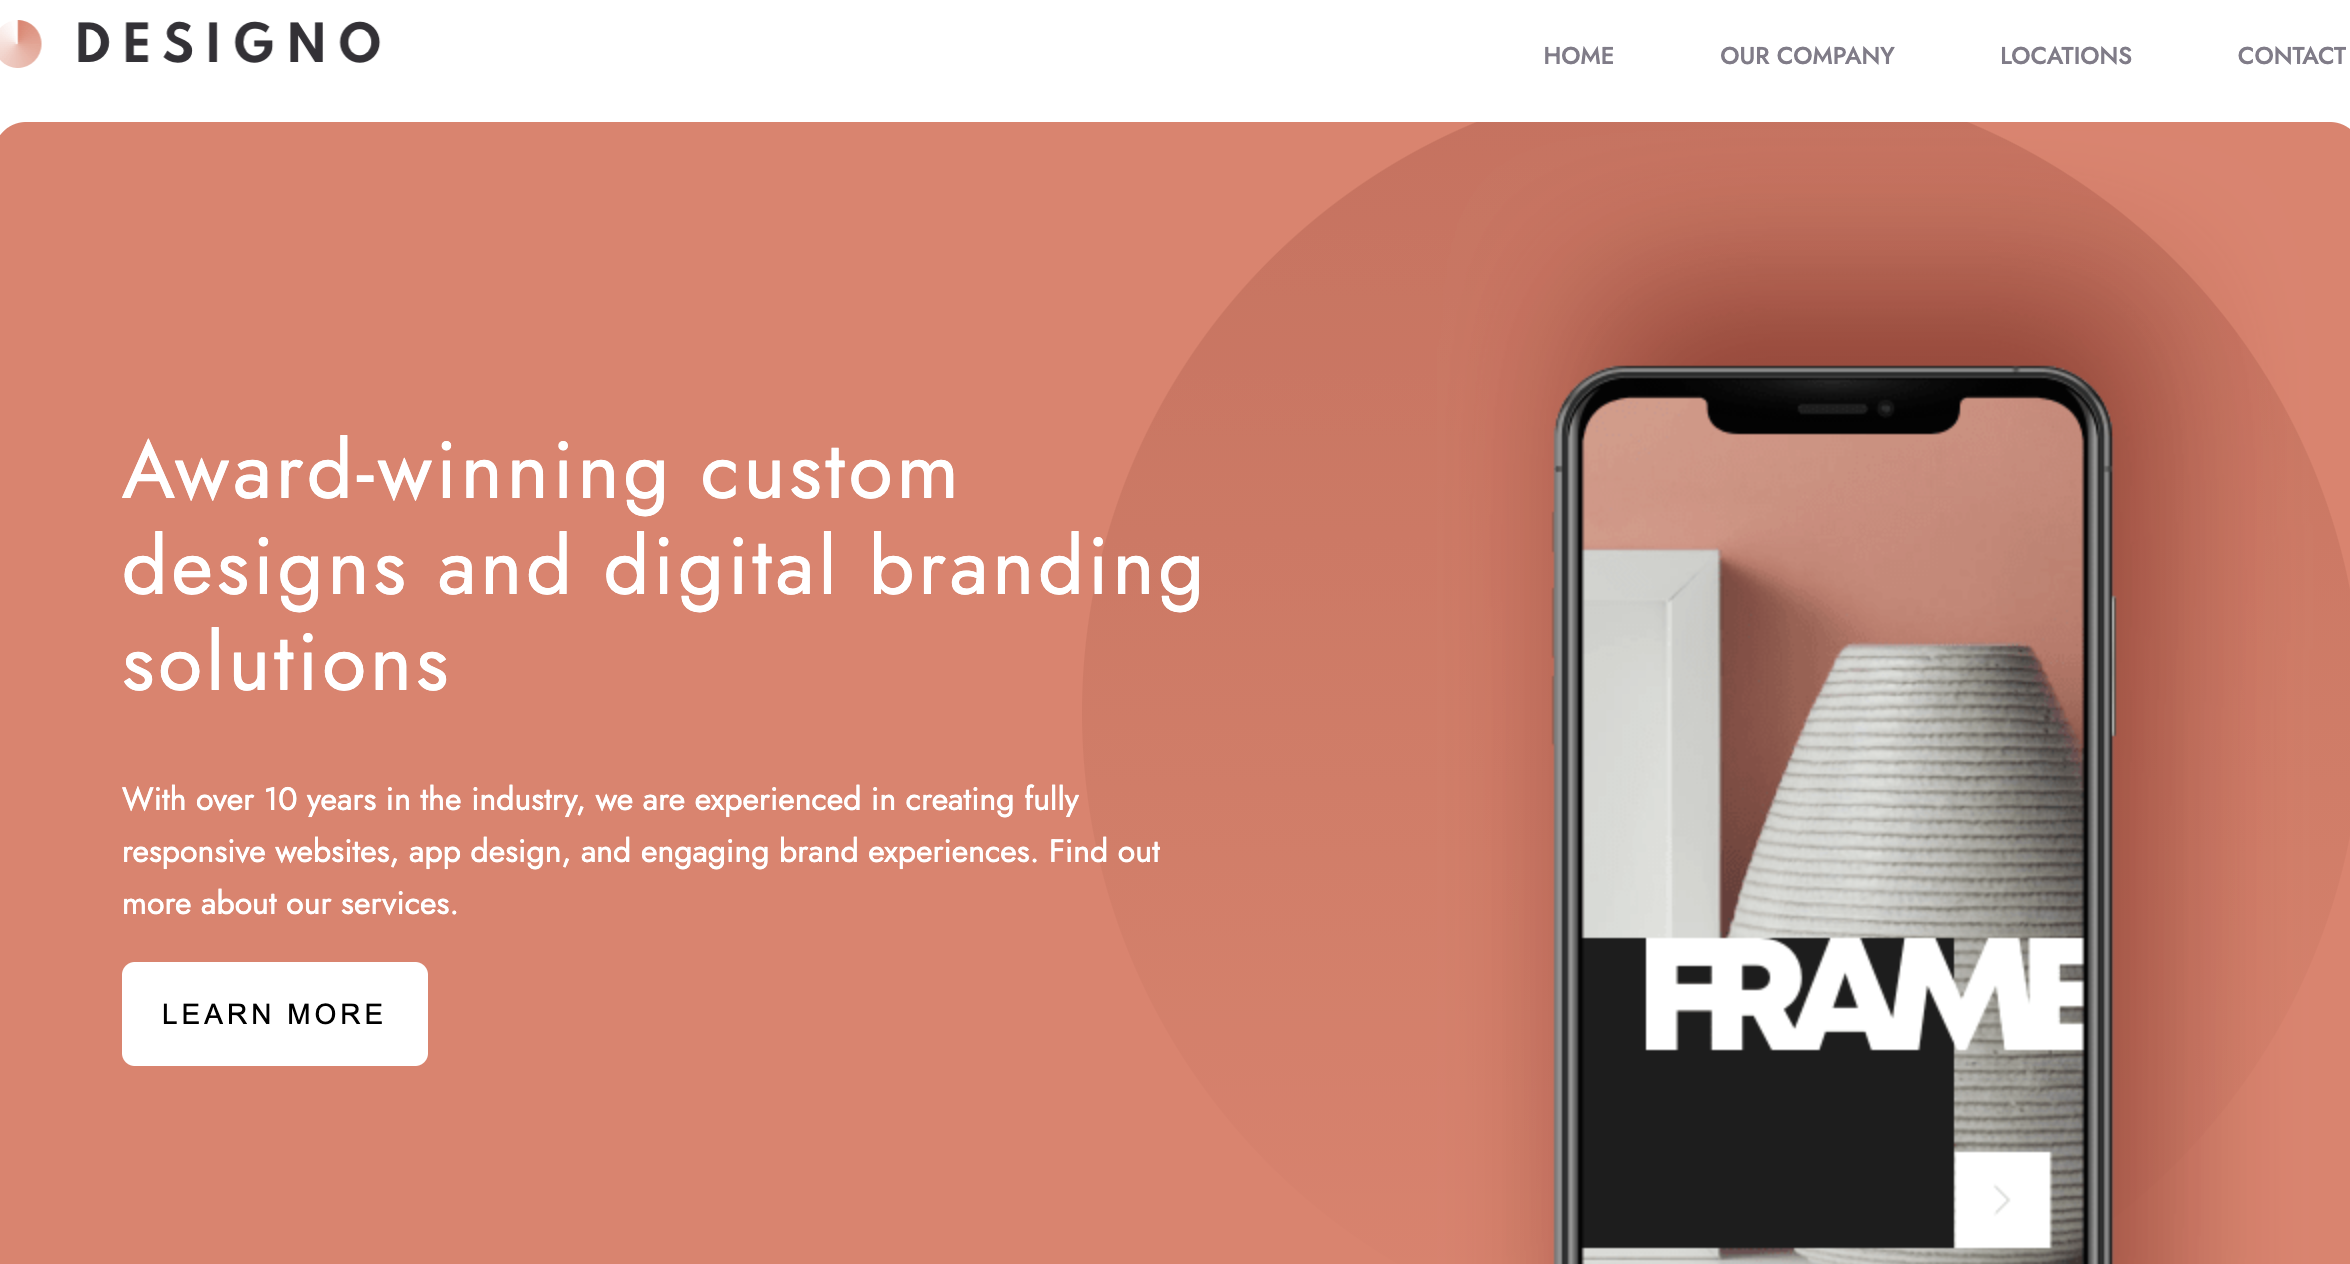 DESIGNO
HOME OUR COMPANY LOCATIONS CONTACT
Award-winning custom
designs and digital branding
solutions
With over 10 years in the industry, we are experienced in creating fully
responsive websites, app design, and engaging brand experiences. Find out
more about our services.
LEARN MORE
FRAME